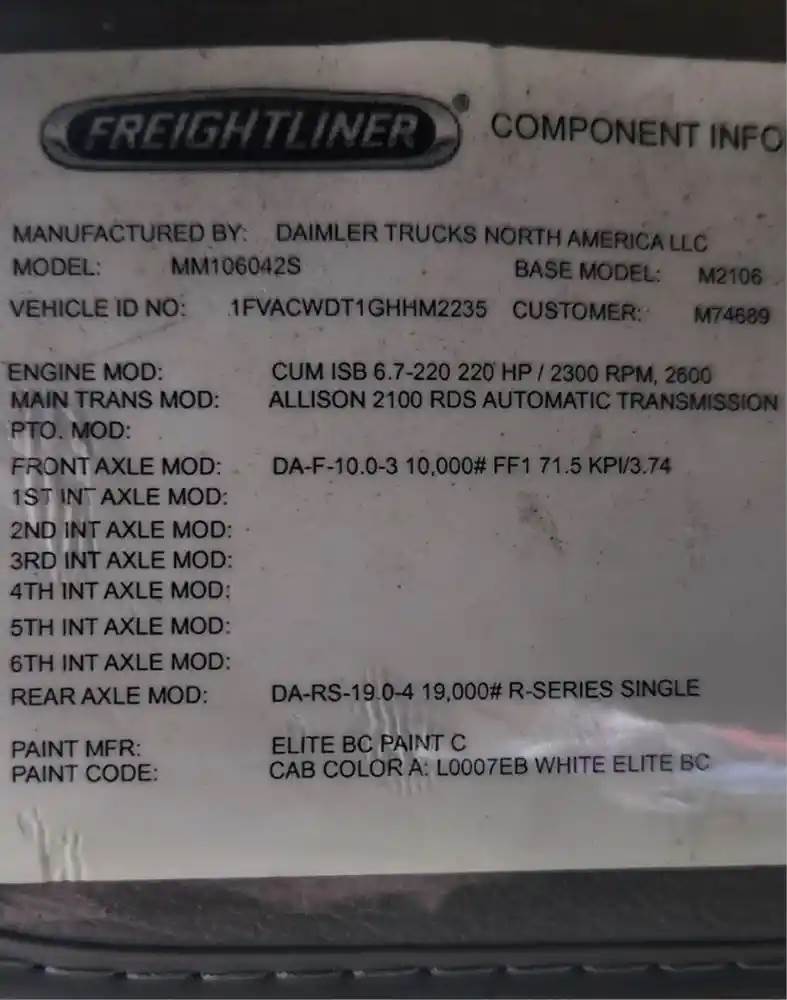 FREIGHTLINER® COMPONENT INFO
MANUFACTURED BY: DAIMLER TRUCKS NORTH AMERICA LLC
MODEL: MM106042S BASE MODEL: M2106
VEHICLE ID NO: 1FVACWDT1GHHM2235 CUSTOMER: M74689
ENGINE MOD: CUM ISB 6.7-220 220 HP / 2300 RPM, 2600
MAIN TRANS MOD: ALLISON 2100 RDS AUTOMATIC TRANSMISSION
PTO. MOD:
FRONT AXLE MOD: DA-F-10.0-3 10,000# FF1 71.5 KPI/3.74
1ST INT AXLE MOD:
2ND INT AXLE MOD:
3RD INT AXLE MOD:
4TH INT AXLE MOD:
5TH INT AXLE MOD:
6TH INT AXLE MOD:
REAR AXLE MOD: DA-RS-19.0-4 19,000# R-SERIES SINGLE
PAINT MFR: ELITE BC PAINT C
PAINT CODE: CAB COLOR A: L0007EB WHITE ELITE BC